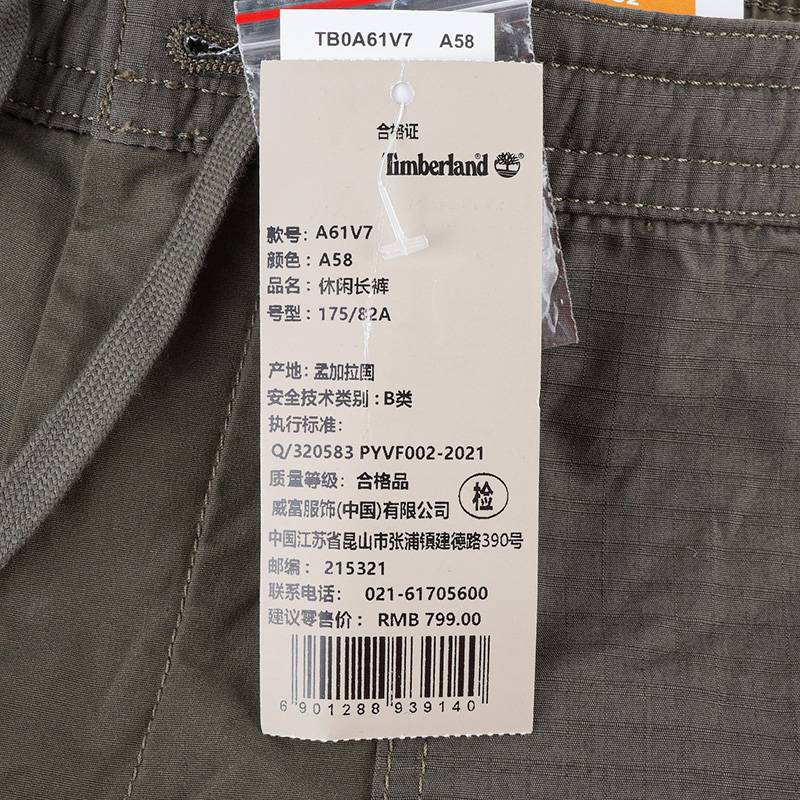 TB0A61V7 A58
合格证
Timberland
款号: A61V7
颜色: A58
品名: 休闲长裤
号型: 175/82A
产地: 孟加拉国
安全技术类别：B类
执行标准：
Q/320583 PYVF002-2021
质量等级: 合格品
检
威富服饰(中国)有限公司
中国江苏省昆山市张浦镇建德路390号
邮编: 215321
联系电话： 021-61705600
建议零售价： RMB 799.00
6 901288 939140